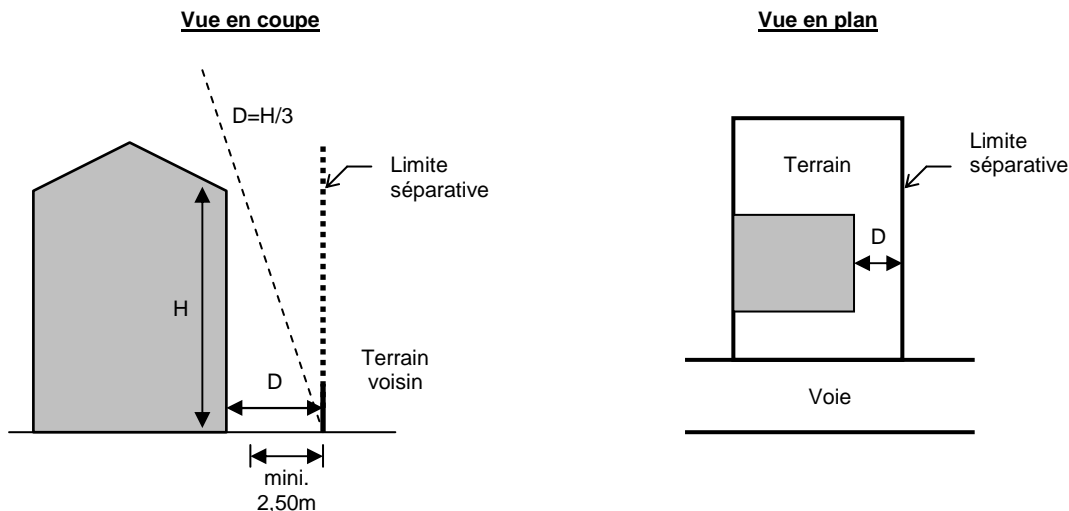 Vue en coupe
D=H/3
Limite
séparative
H
D
Terrain
voisin
mini.
2,50m
Vue en plan
Terrain
Limite
séparative
D
Voie